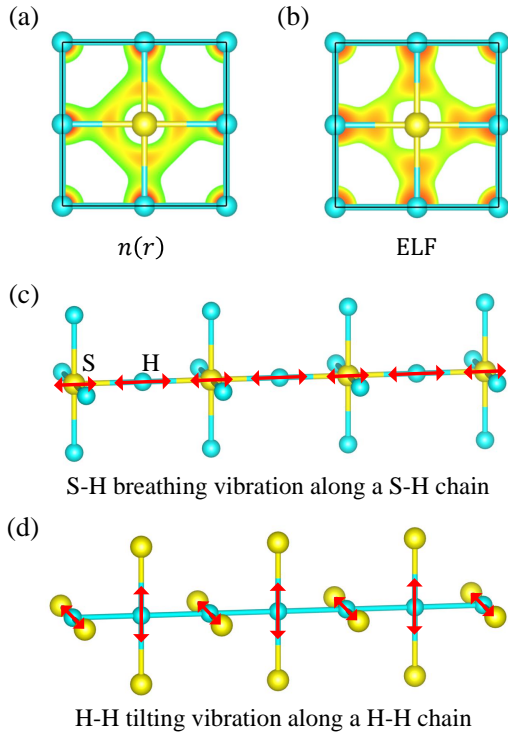 (a)
(b)
n(r)
ELF
(c)
S
H
S-H breathing vibration along a S-H chain
(d)
H-H tilting vibration along a H-H chain